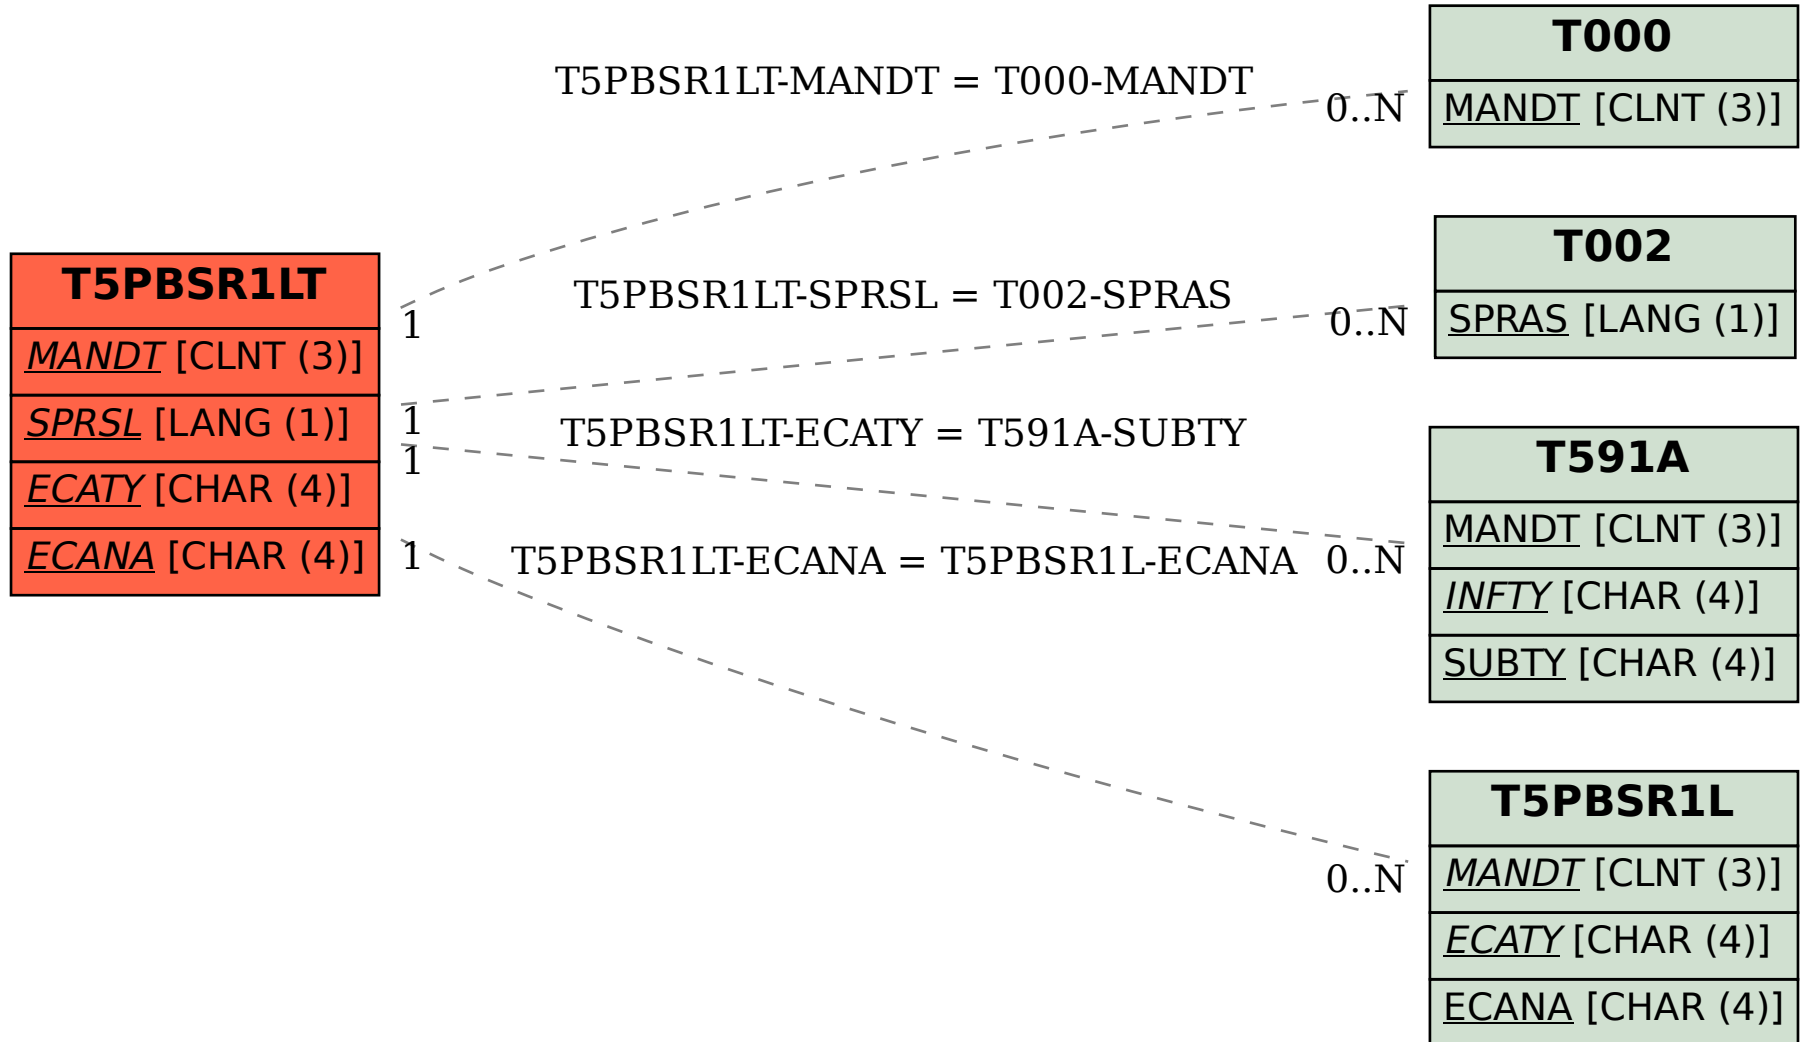 T5PBSR1LT
MANDT [CLNT (3)]
SPRSL [LANG (1)]
ECATY [CHAR (4)]
ECANA [CHAR (4)]
T5PBSR1LT-MANDT = T000-MANDT
1
0..N
T5PBSR1LT-SPRSL = T002-SPRAS
1
0..N
T5PBSR1LT-ECATY = T591A-SUBTY
1
0..N
T5PBSR1LT-ECANA = T5PBSR1L-ECANA
1
0..N
T000
MANDT [CLNT (3)]
T002
SPRAS [LANG (1)]
T591A
MANDT [CLNT (3)]
INFTY [CHAR (4)]
SUBTY [CHAR (4)]
T5PBSR1L
MANDT [CLNT (3)]
ECATY [CHAR (4)]
ECANA [CHAR (4)]